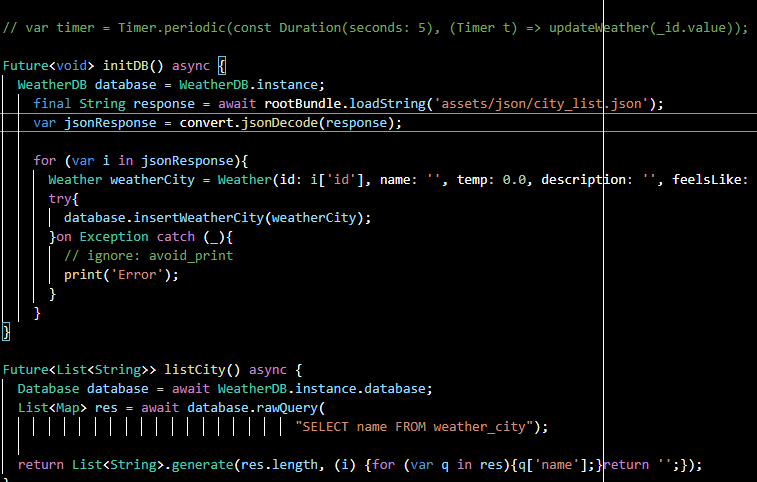 // var timer = Timer.periodic(const Duration(seconds: 5), (Timer t) => updateWeather(_id.value));
Future<void> initDB() async {
WeatherDB database = WeatherDB.instance;
final String response = await rootBundle.loadString('assets/json/city_list.json');
var jsonResponse = convert.jsonDecode(response);
for (var i in jsonResponse){
Weather weatherCity = Weather(id: i['id'], name: '', temp: 0.0, description: '', feelsLike:
try{
database.insertWeatherCity(weatherCity);
}on Exception catch (_){
// ignore: avoid_print
print('Error');
}
}
}
Future<List<String>> listCity() async {
Database database = await WeatherDB.instance.database;
List<Map> res = await database.rawQuery(
"SELECT name FROM weather_city");
return List<String>.generate(res.length, (i) {for (var q in res){q['name'];}return '';});